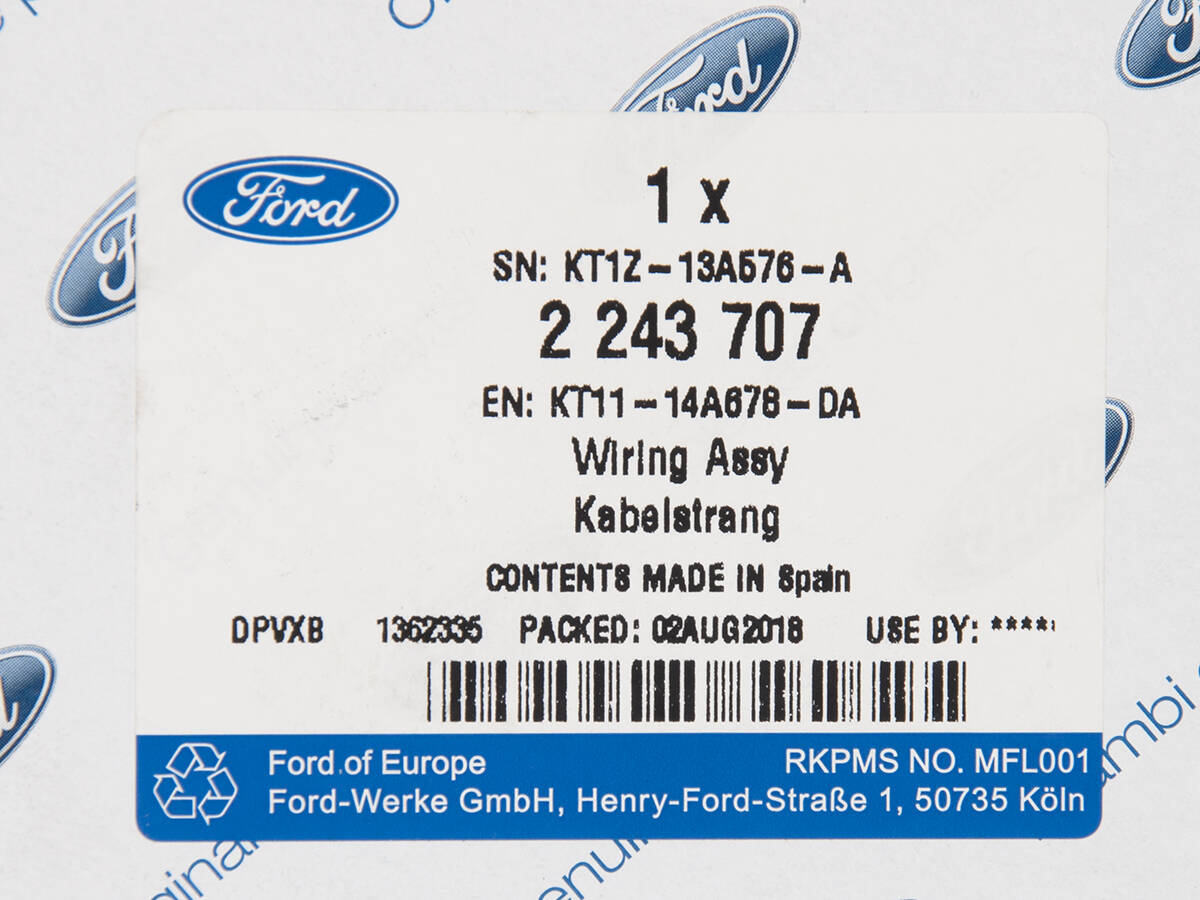 Ford
1 x
SN: KT1Z-13A576-A
2 243 707
EN: KT11-14A678-DA
Wiring Assy
Kabelstrang
CONTENTS MADE IN Spain
DPVXB 1362335 PACKED: 02AUG2018 USE BY: ****
Ford of Europe
RKPMS NO. MFL001
Ford-Werke GmbH, Henry-Ford-Straße 1, 50735 Köln
Ford